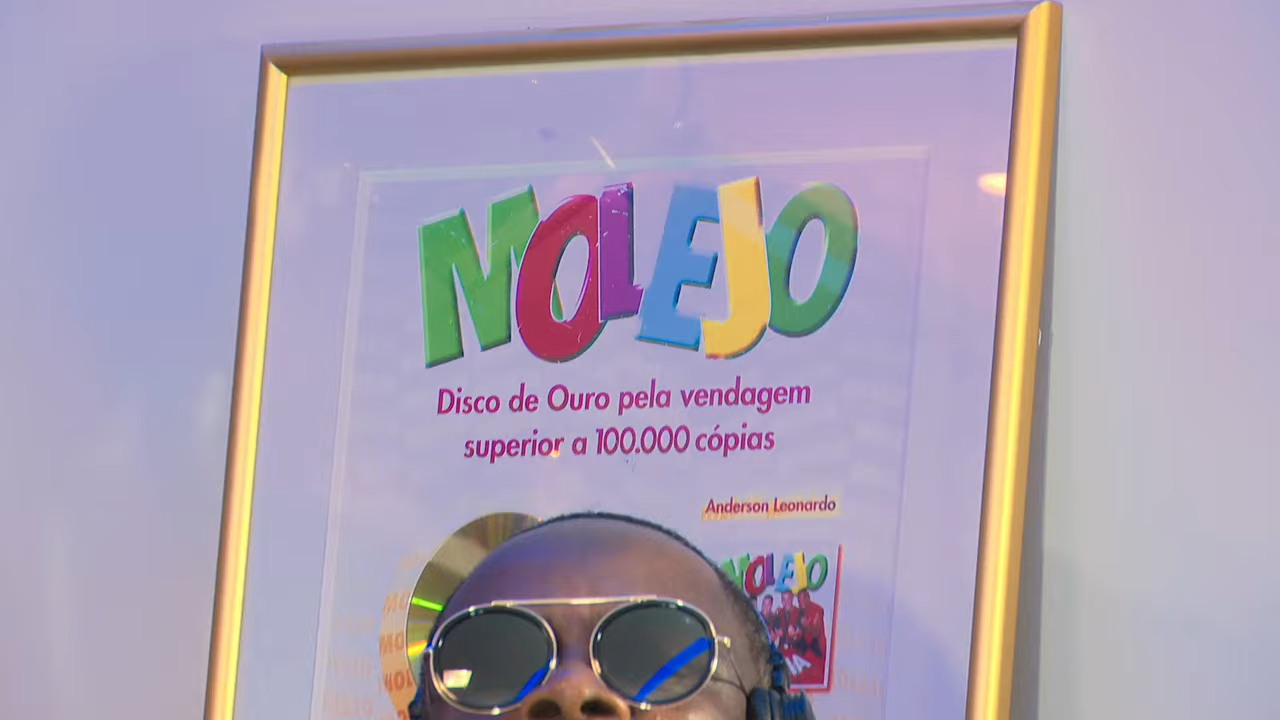 MOLEJO
Disco de Ouro pela vendagem
superior a 100.000 cópias
Anderson Leonardo
MOLEJO